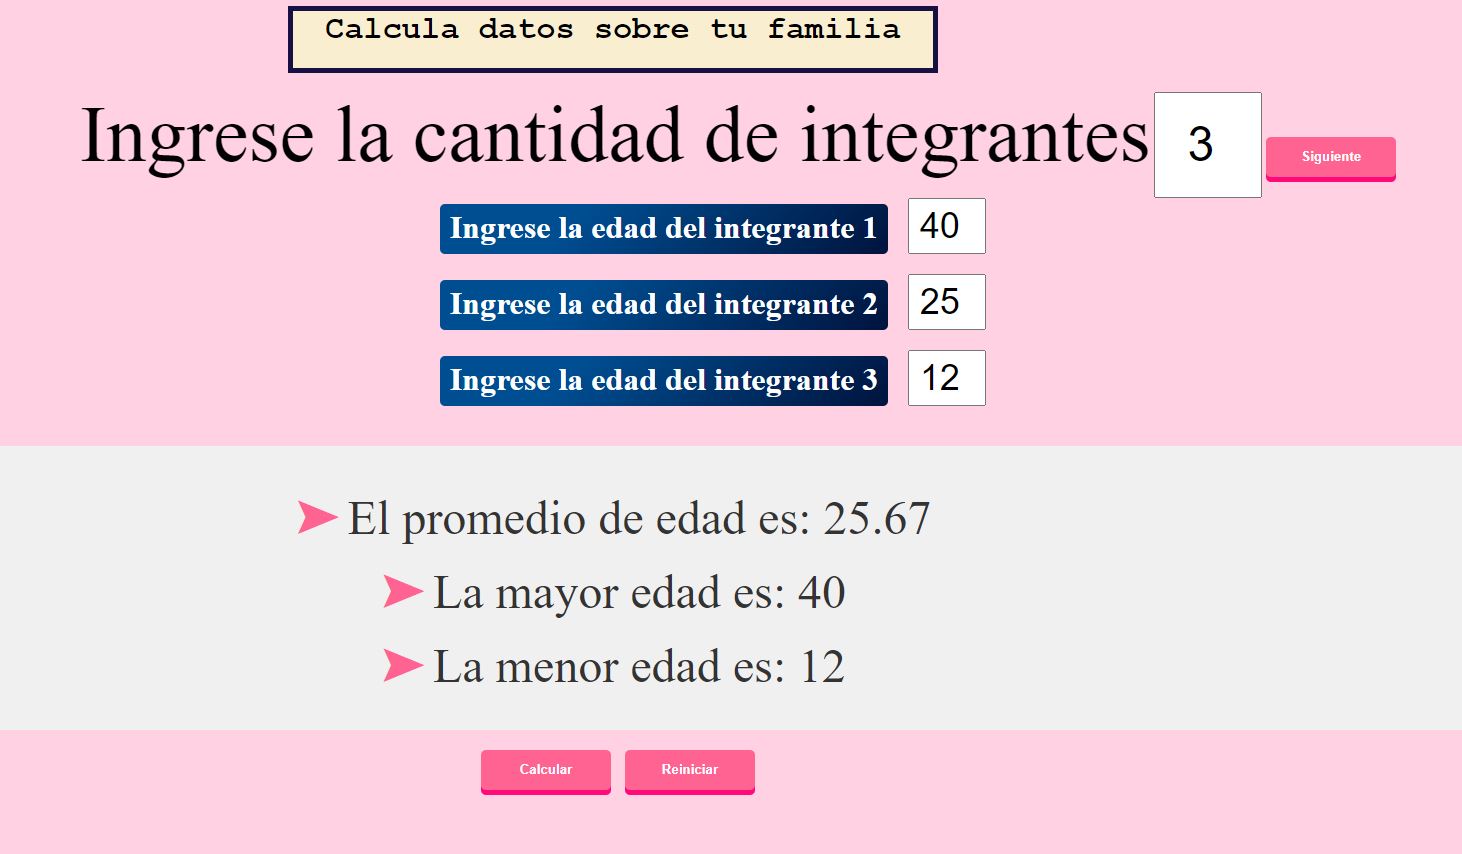 Calcula datos sobre tu familia
Ingrese la cantidad de integrantes 3 Siguiente
Ingrese la edad del integrante 1 40
Ingrese la edad del integrante 2 25
Ingrese la edad del integrante 3 12
➤ El promedio de edad es: 25.67
➤ La mayor edad es: 40
➤ La menor edad es: 12
Calcular Reiniciar